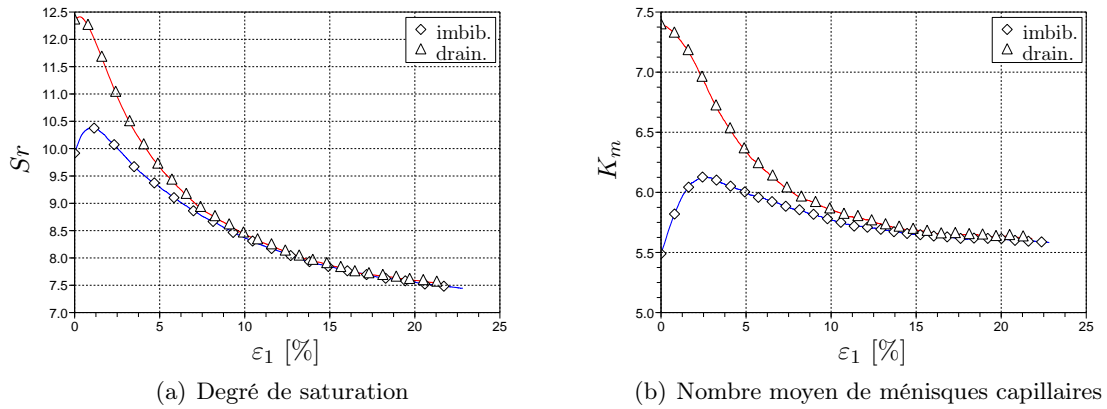 12.5
12.0
11.5
11.0
10.5
10.0
9.5
9.0
8.5
8.0
7.5
7.0
Sr
0 5 10 15 20 25
ε1 [%]
imbib.
drain.
(a) Degré de saturation
7.5
7.0
6.5
6.0
5.5
5.0
Km
0 5 10 15 20 25
ε1 [%]
imbib.
drain.
(b) Nombre moyen de ménisques capillaires